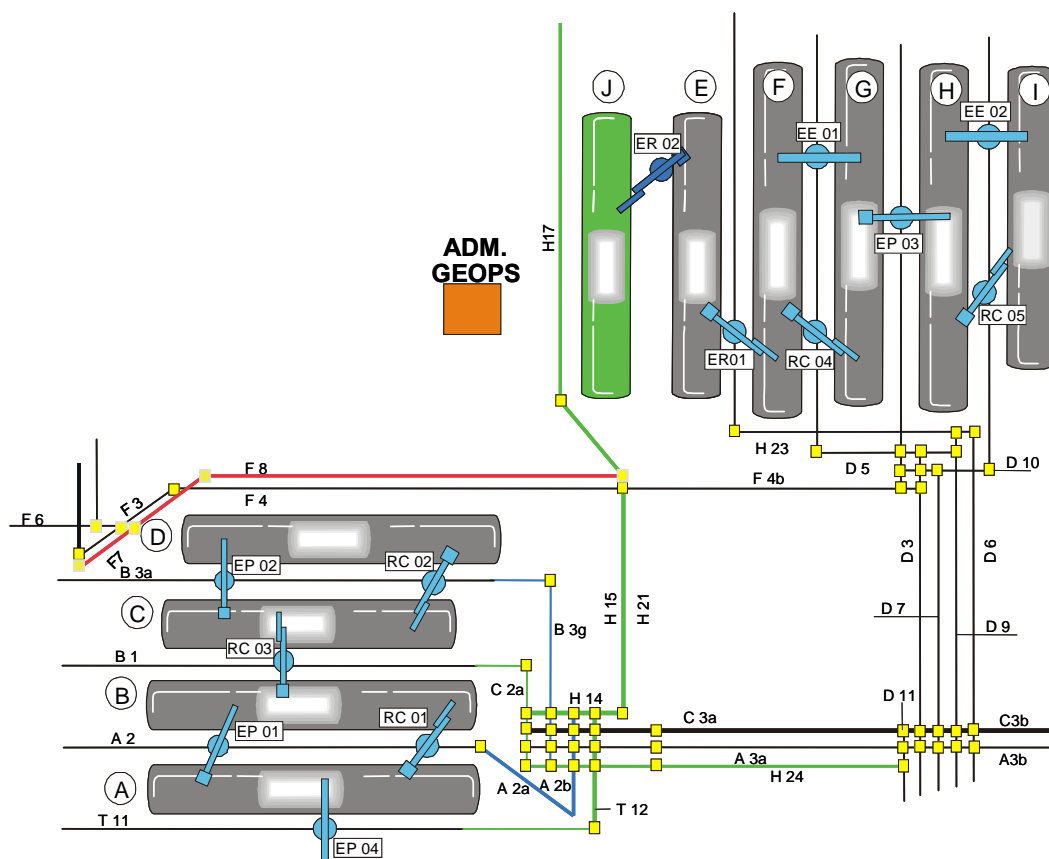 J
E
F
G
H
I
ER 02
EE 01
EE 02
H17
EP 03
ADM.
GEOPS
RC 05
ER01
RC 04
H 23
D 5
D 10
F 8
F 4b
F 3
F 4
F 6
D
F7
EP 02
RC 02
B 3a
D 3
D 6
H 15
H 21
C
D 7
B 3g
D 9
RC 03
B 1
C 2a
B
H 14
D 11
EP 01
RC 01
C 3a
C3b
A 2
A 3a
A3b
H 24
A
A 2a
A 2b
T 12
T 11
EP 04